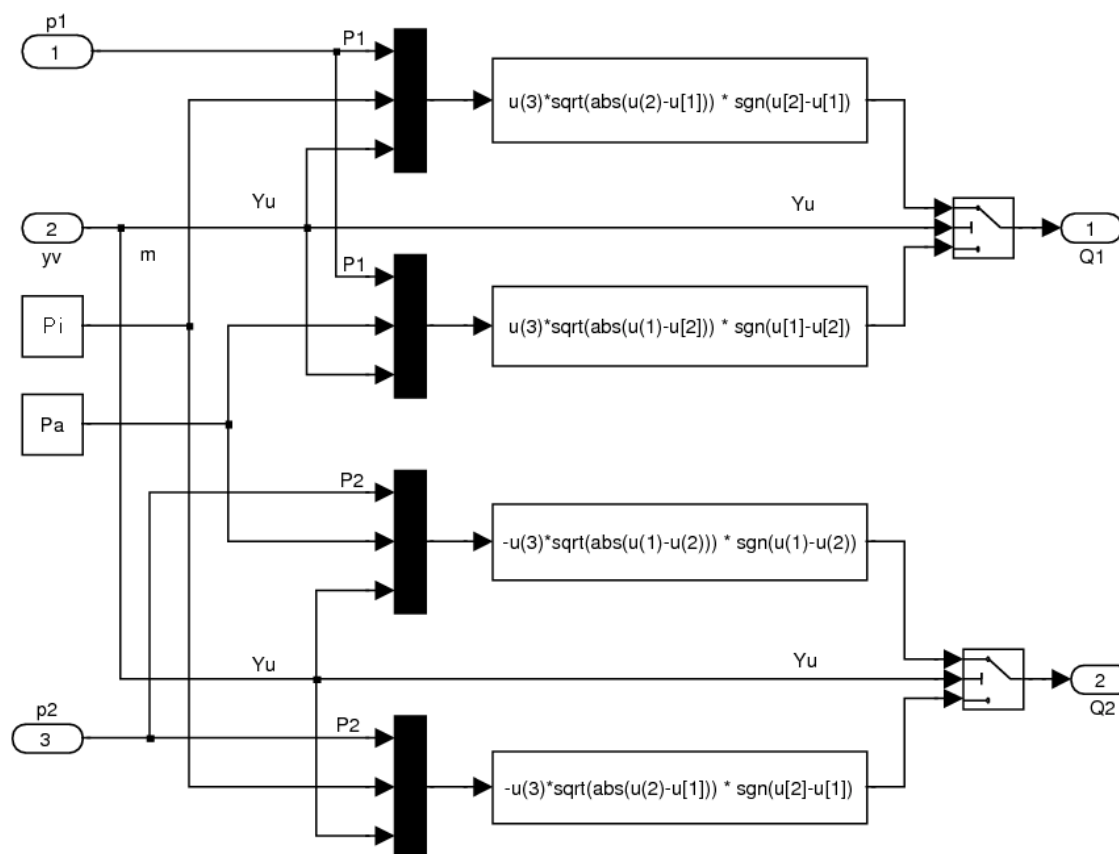 p1
1
P1
u(3)*sqrt(abs(u(2)-u[1])) * sgn(u[2]-u[1])
2
yv
m
Yu
Yu
1
Q1
P1
Pi
u(3)*sqrt(abs(u(1)-u[2])) * sgn(u[1]-u[2])
Pa
P2
-u(3)*sqrt(abs(u(1)-u(2))) * sgn(u(1)-u(2))
Yu
Yu
2
Q2
p2
3
P2
-u(3)*sqrt(abs(u(2)-u[1])) * sgn(u[2]-u[1])